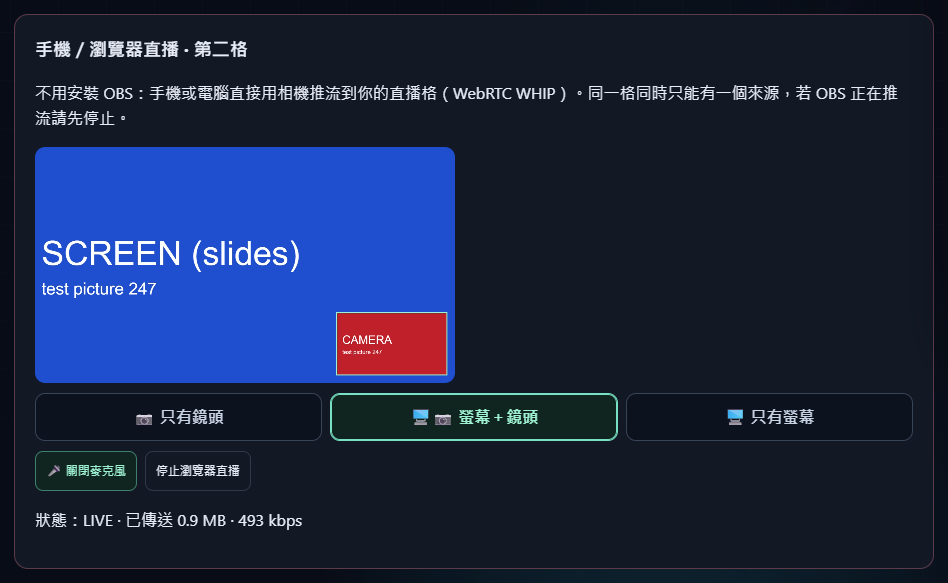 手機 / 瀏覽器直播 · 第二格
不用安裝 OBS：手機或電腦直接用相機推流到你的直播格（WebRTC WHIP）。同一格同時只能有一個來源，若 OBS 正在推
流請先停止。
SCREEN (slides)
test picture 247
CAMERA
test picture 247
只有鏡頭
螢幕 + 鏡頭
只有螢幕
關閉麥克風
停止瀏覽器直播
狀態：LIVE · 已傳送 0.9 MB · 493 kbps